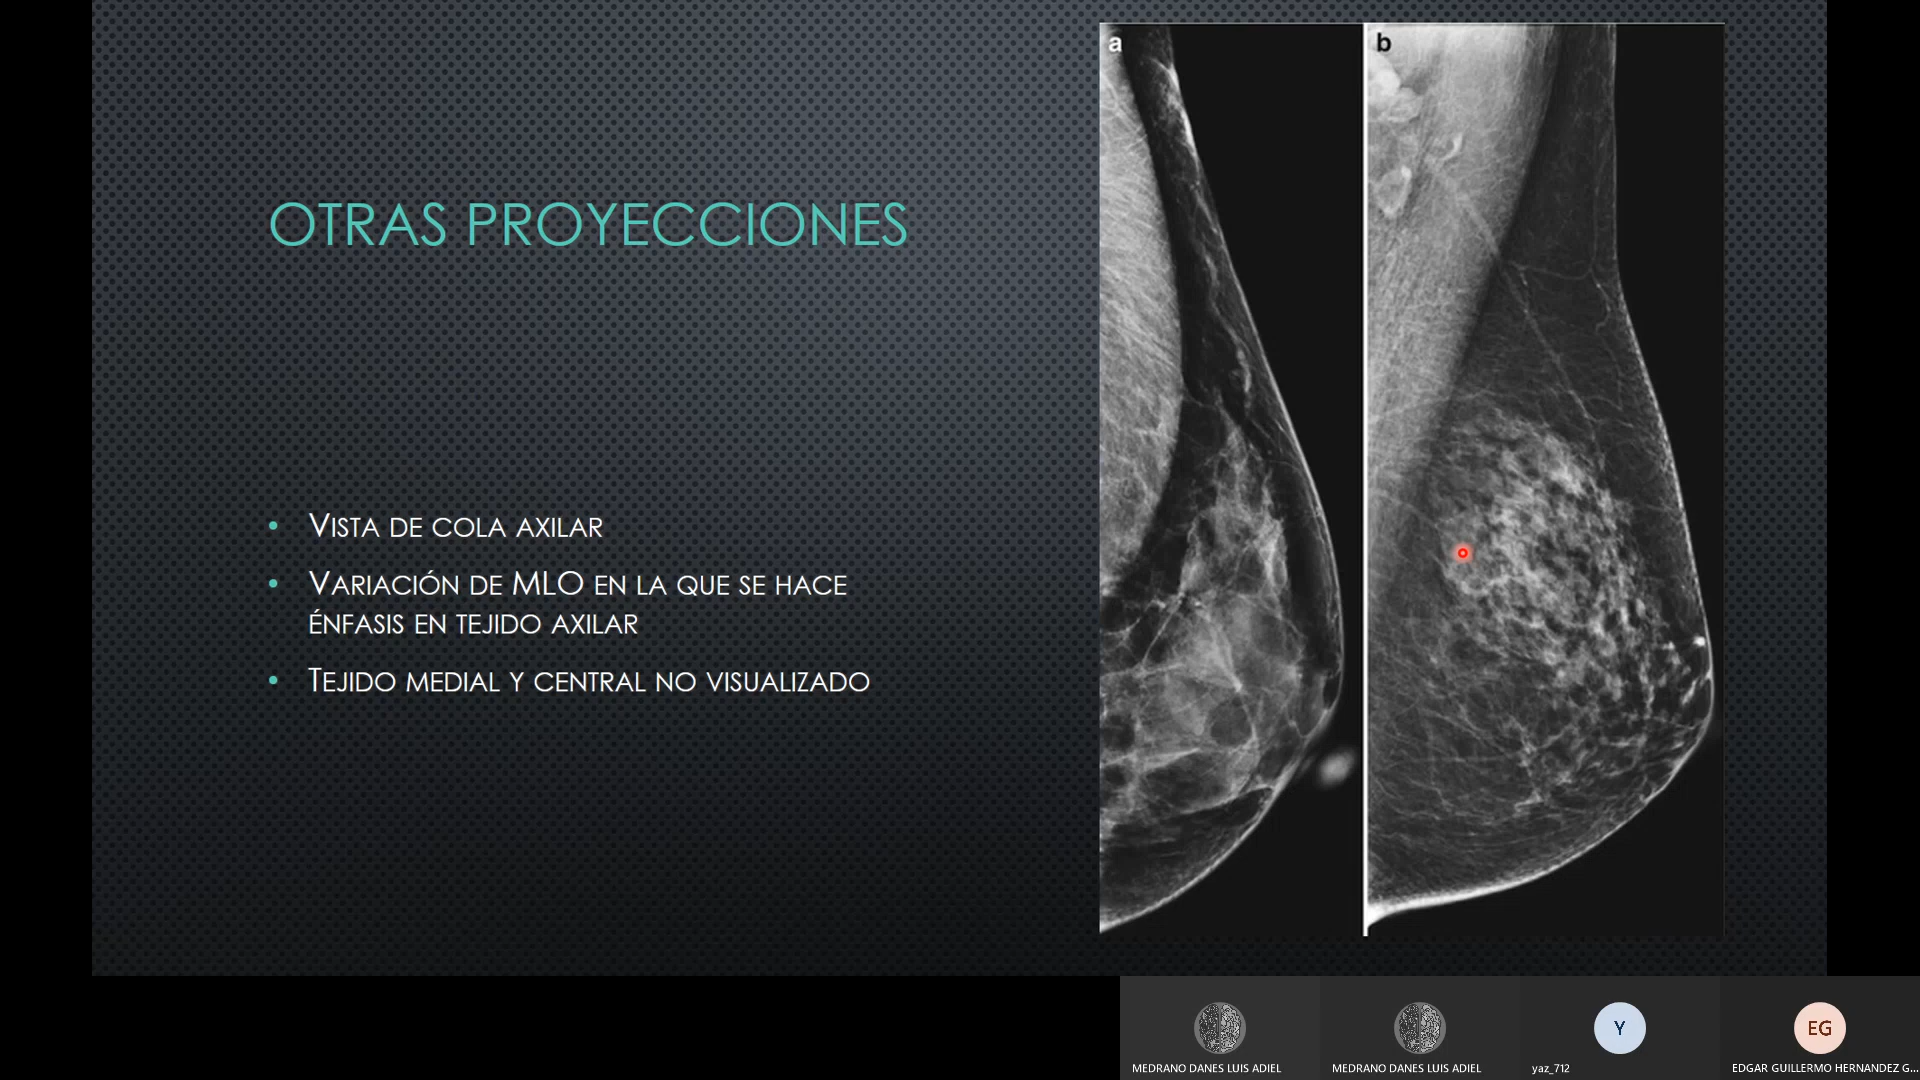 a
b
OTRAS PROYECCIONES
• VISTA DE COLA AXILAR
• VARIACIÓN DE MLO EN LA QUE SE HACE
ÉNFASIS EN TEJIDO AXILAR
• TEJIDO MEDIAL Y CENTRAL NO VISUALIZADO
Y
EG
MEDRANO DANES LUIS ADIEL
MEDRANO DANES LUIS ADIEL
yaz_712
EDGAR GUILLERMO HERNANDEZ G...